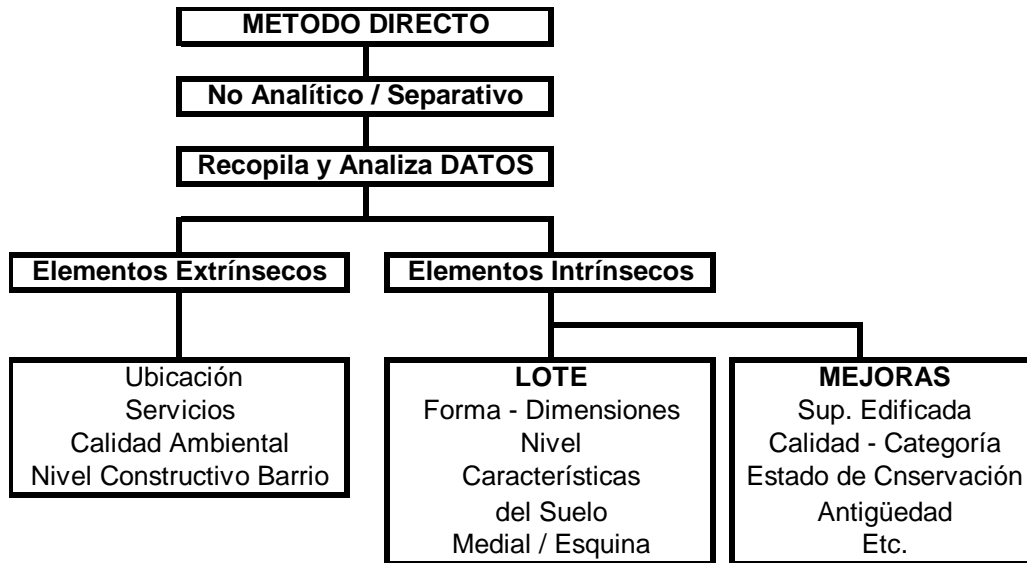 METODO DIRECTO
No Analítico / Separativo
Recopila y Analiza DATOS
Elementos Extrínsecos
Elementos Intrínsecos
Ubicación
Servicios
Calidad Ambiental
Nivel Constructivo Barrio
LOTE
Forma - Dimensiones
Nivel
Características
del Suelo
Medial / Esquina
MEJORAS
Sup. Edificada
Calidad - Categoría
Estado de Cnservación
Antigüedad
Etc.